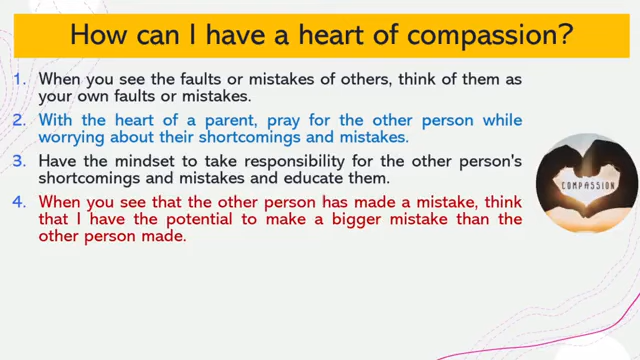 How can I have a heart of compassion?
1. When you see the faults or mistakes of others, think of them as
your own faults or mistakes.
2. With the heart of a parent, pray for the other person while
worrying about their shortcomings and mistakes.
3. Have the mindset to take responsibility for the other person's
shortcomings and mistakes and educate them.
4. When you see that the other person has made a mistake, think
that I have the potential to make a bigger mistake than the
other person made.
COMPASSION